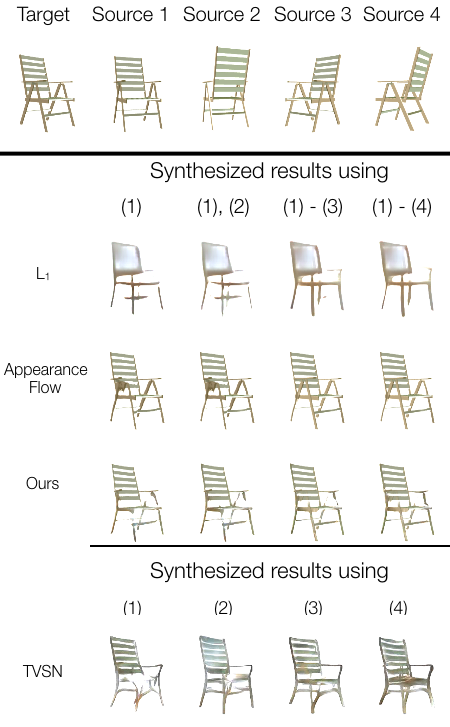 Target Source 1 Source 2 Source 3 Source 4
Synthesized results using
(1) (1), (2) (1) - (3) (1) - (4)
L₁
Appearance
Flow
Ours
Synthesized results using
(1) (2) (3) (4)
TVSN